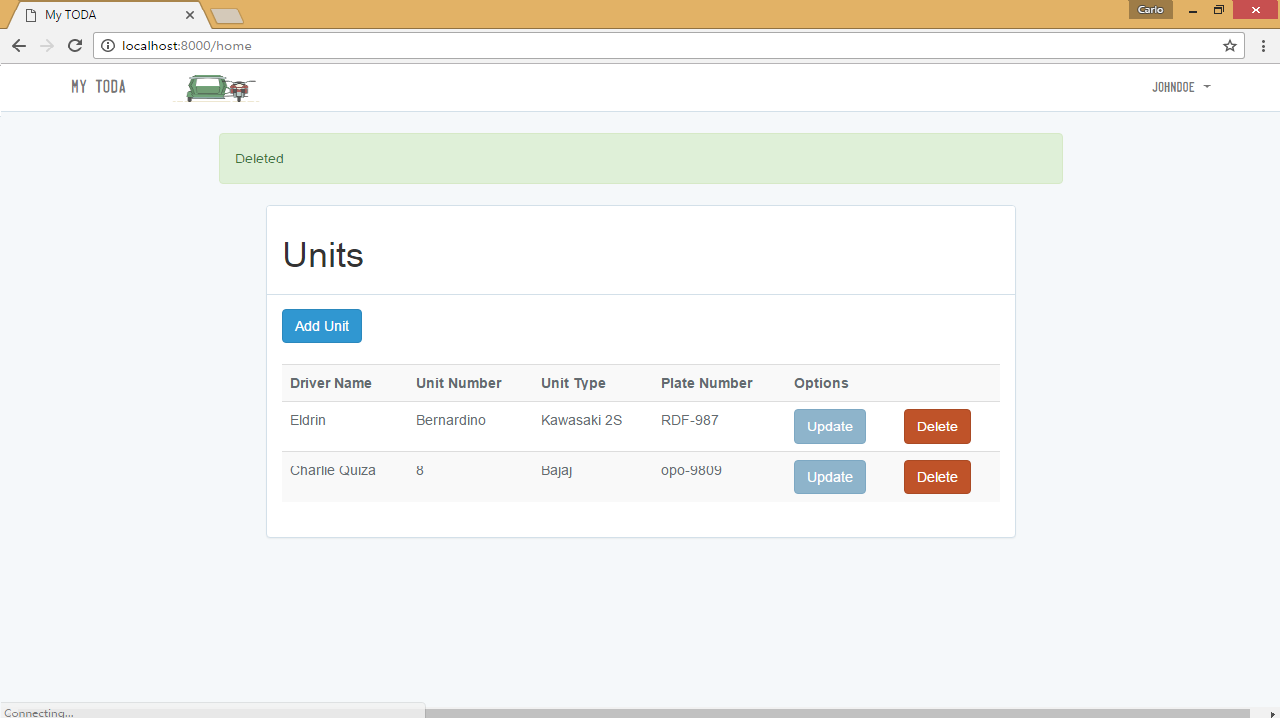 My TODA
Carlo
localhost:8000/home
MY TODA
JOHNDOE
Deleted
Units
Add Unit
Driver Name Unit Number Unit Type Plate Number Options
Eldrin Bernardino Kawasaki 2S RDF-987 Update Delete
Charlie Quiza 8 Bajaj opo-9809 Update Delete
Connecting...